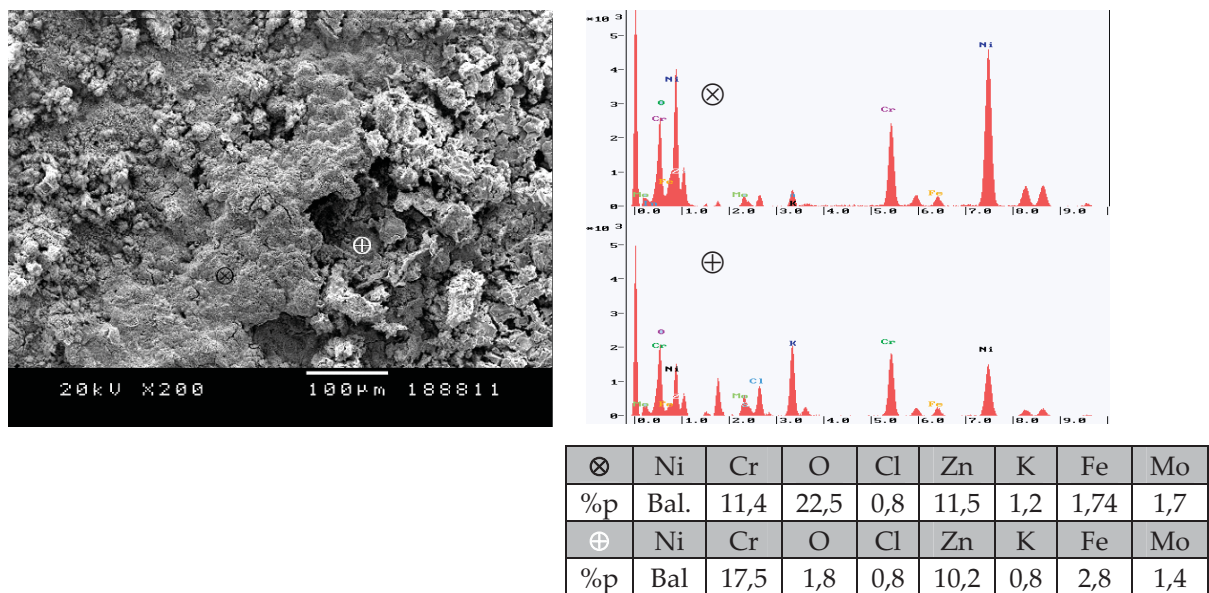 20kV X200 100µm 188811
*10 3
5
4
3
2
1
0
Ni
Ni
O
Cr
Cr
Mo
Mo
K
Fe
⊗
0.0 1.0 2.0 3.0 4.0 5.0 6.0 7.0 8.0 9.0
*10 3
5
4
3
2
1
0
⊕
O
Cr
Ni
Mo
Cl
K
Cr
Fe
Ni
0.0 1.0 2.0 3.0 4.0 5.0 6.0 7.0 8.0 9.0
⊗ Ni Cr O Cl Zn K Fe Mo
%p Bal. 11,4 22,5 0,8 11,5 1,2 1,74 1,7
⊕ Ni Cr O Cl Zn K Fe Mo
%p Bal 17,5 1,8 0,8 10,2 0,8 2,8 1,4